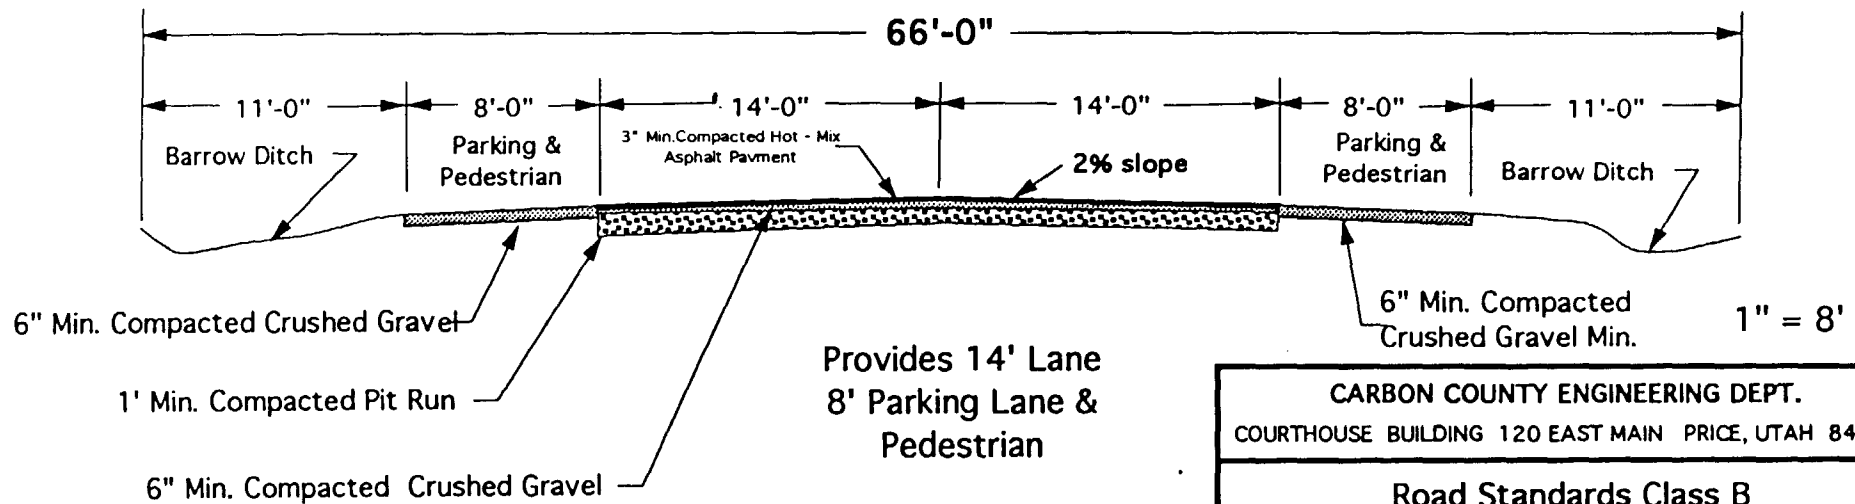 66'-0"
11'-0"
8'-0"
14'-0"
14'-0"
8'-0"
11'-0"
Barrow Ditch
Parking &
Pedestrian
3" Min.Compacted Hot - Mix
Asphalt Pavment
2% slope
Parking &
Pedestrian
Barrow Ditch
6" Min. Compacted Crushed Gravel
1' Min. Compacted Pit Run
6" Min. Compacted Crushed Gravel
6" Min. Compacted
Crushed Gravel Min.
1" = 8'
Provides 14' Lane
8' Parking Lane &
Pedestrian
CARBON COUNTY ENGINEERING DEPT.
COURTHOUSE BUILDING 120 EAST MAIN PRICE, UTAH 84
Road Standards Class B